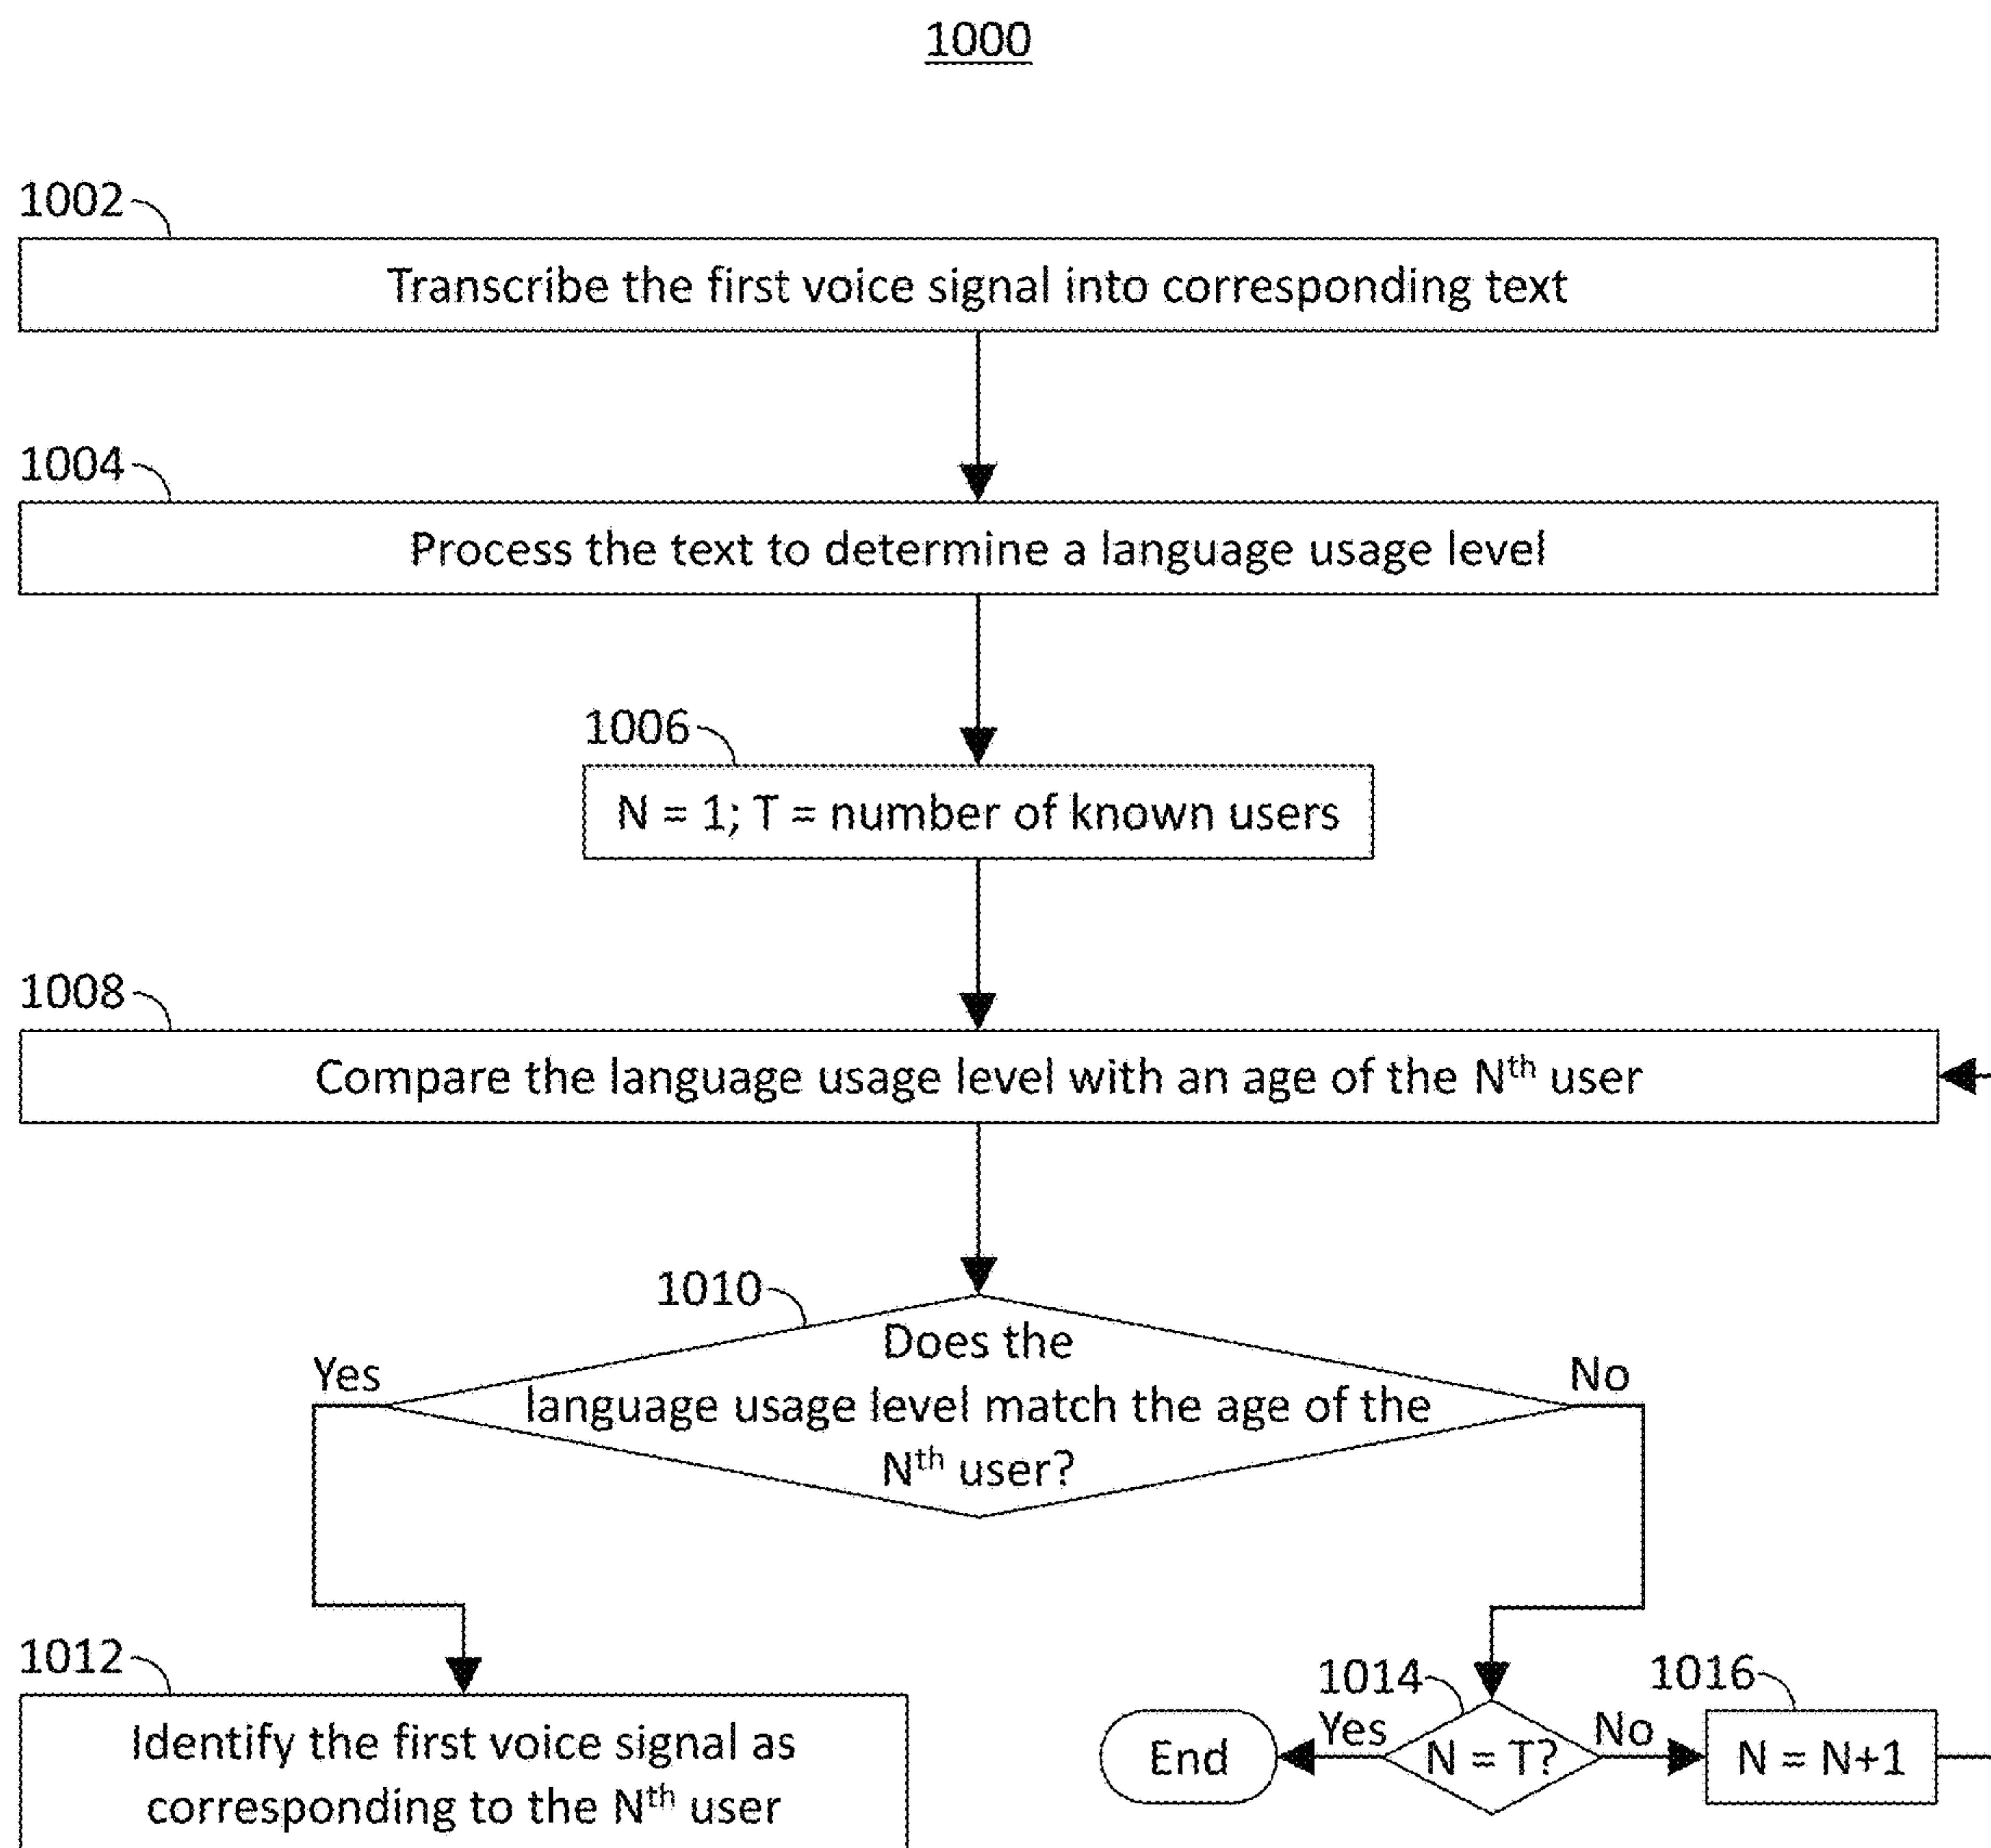 1000
1002
Transcribe the first voice signal into corresponding text
1004
Process the text to determine a language usage level
1006
N = 1; T = number of known users
1008
Compare the language usage level with an age of the Nth user
1010
Does the
Yes
No
language usage level match the age of the
Nth user?
1012
Identify the first voice signal as
corresponding to the Nth user
1014
1016
End
Yes
N = T?
No
N = N+1